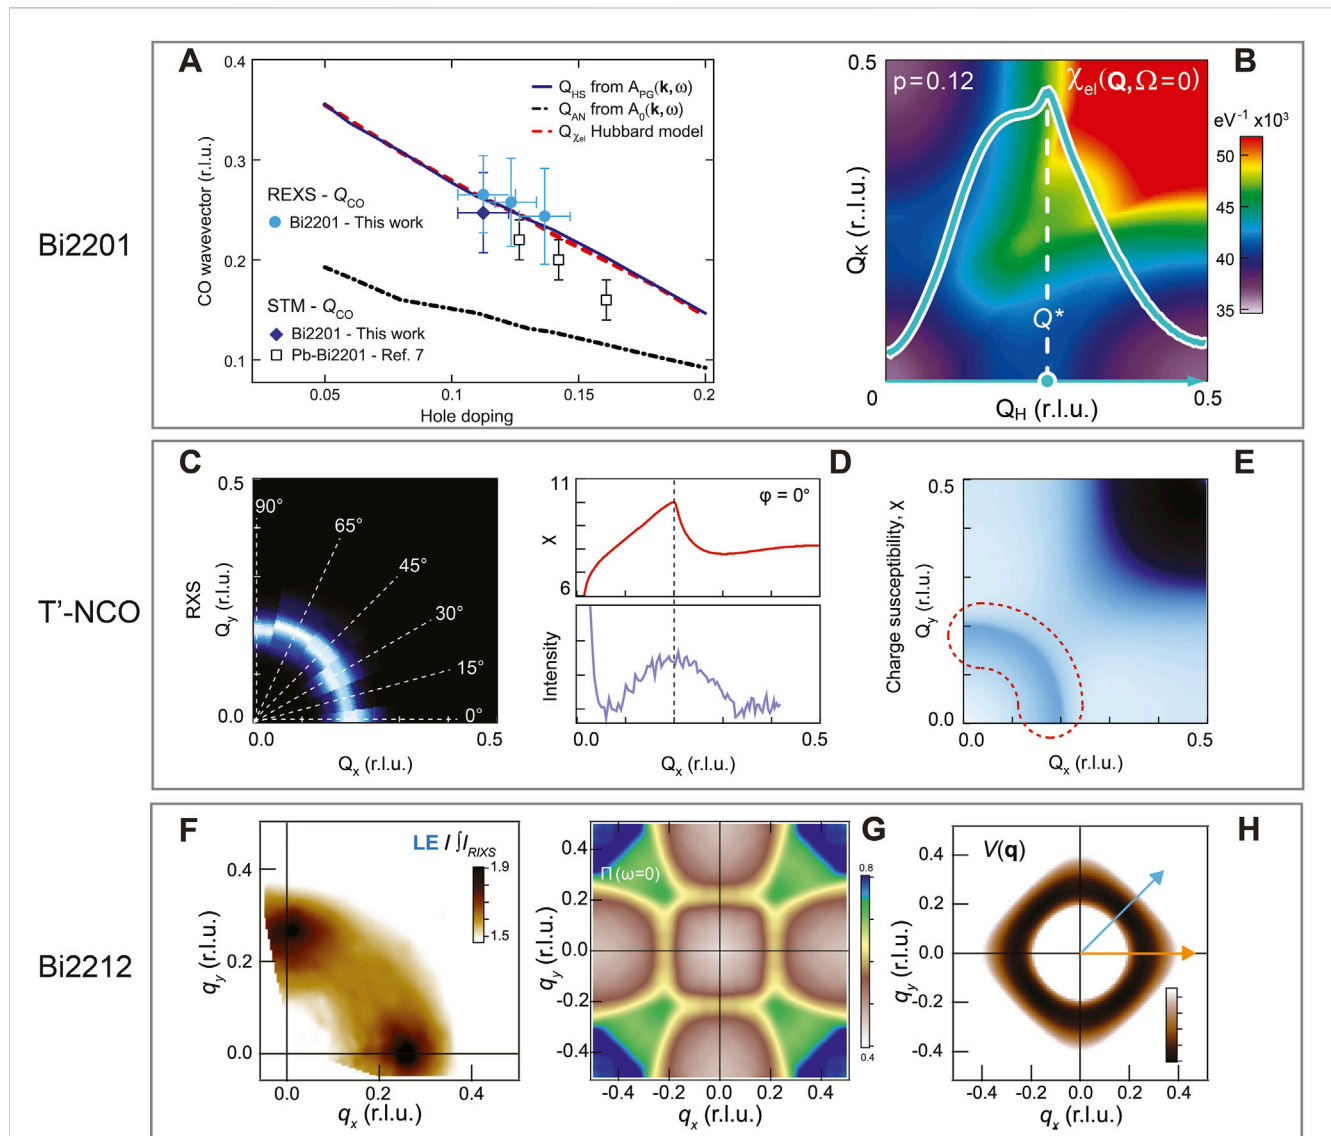 Bi2201
A
0.4
0.3
0.2
0.1
CO wavevector (r.l.u.)
Q_HS from A_PG(k,ω)
Q_AN from A_0(k,ω)
Q_χel Hubbard model
REXS - Q_CO
Bi2201 - This work
STM - Q_CO
Bi2201 - This work
Pb-Bi2201 - Ref. 7
0.05 0.1 0.15 0.2
Hole doping
B
0.5
p=0.12
χ_el(Q,Ω=0)
eV⁻¹ x10³
50
45
40
35
Q_K (r.l.u.)
Q*
0 0.5
Q_H (r.l.u.)
T'-NCO
C
0.5
90°
65°
45°
30°
15°
0°
RXS
Q_y (r.l.u.)
0.0
0.0 0.5
Q_x (r.l.u.)
D
11
φ = 0°
χ
6
Intensity
0.0 0.5
Q_x (r.l.u.)
E
0.5
Charge susceptibility, χ
Q_y (r.l.u.)
0.0
0.0 0.5
Q_x (r.l.u.)
Bi2212
F
LE / ∫I_RIXS
1.9
1.5
0.4
0.2
0.0
q_y (r.l.u.)
0.0 0.2 0.4
q_x (r.l.u.)
G
Π(ω=0)
0.8
0.4
0.4
0.2
0.0
-0.2
-0.4
q_y (r.l.u.)
-0.4 -0.2 0.0 0.2 0.4
q_x (r.l.u.)
H
V(q)
0.4
0.2
0.0
-0.2
-0.4
q_y (r.l.u.)
-0.4 -0.2 0.0 0.2 0.4
q_x (r.l.u.)